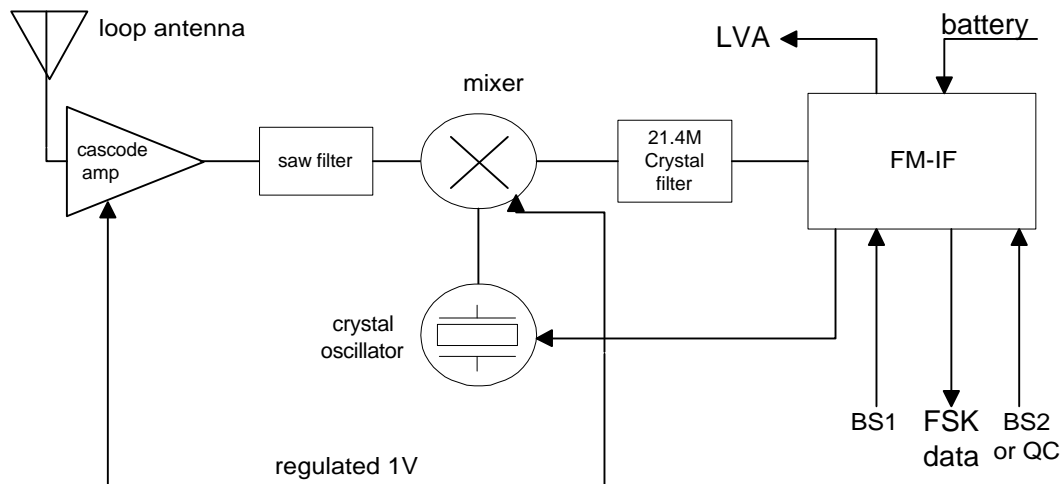 loop antenna
LVA
battery
mixer
cascode
amp
saw filter
21.4M
Crystal
filter
FM-IF
crystal
oscillator
BS1
FSK
data
BS2
or QC
regulated 1V